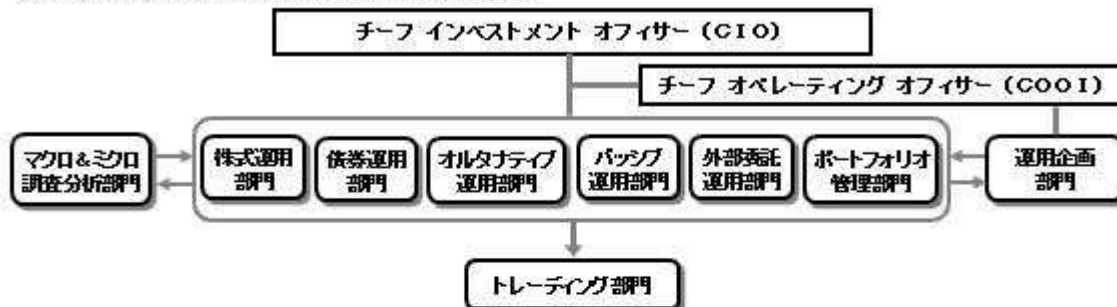 チーフ インベストメント オフィサー (CIO)
チーフ オペレーティング オフィサー (COOI)
マクロ&ミクロ
調査分析部門
株式運用
部門
債券運用
部門
オルタナティブ
運用部門
パッシブ
運用部門
外部委託
運用部門
ポートフォリオ
管理部門
運用企画
部門
トレーディング部門